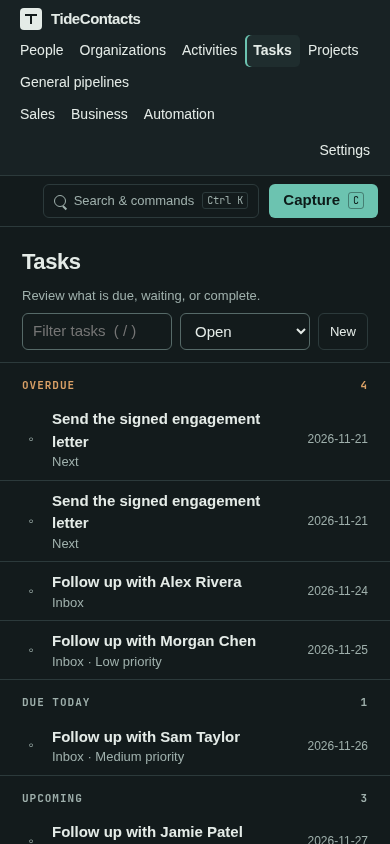 T TideContacts
People Organizations Activities Tasks Projects
General pipelines
Sales Business Automation
Settings
Search & commands Ctrl K Capture C
Tasks
Review what is due, waiting, or complete.
Filter tasks ( / ) Open New
OVERDUE 4
Send the signed engagement
letter
Next
2026-11-21
Send the signed engagement
letter
Next
2026-11-21
Follow up with Alex Rivera
Inbox
2026-11-24
Follow up with Morgan Chen
Inbox · Low priority
2026-11-25
DUE TODAY 1
Follow up with Sam Taylor
Inbox · Medium priority
2026-11-26
UPCOMING 3
Follow up with Jamie Patel
2026-11-27